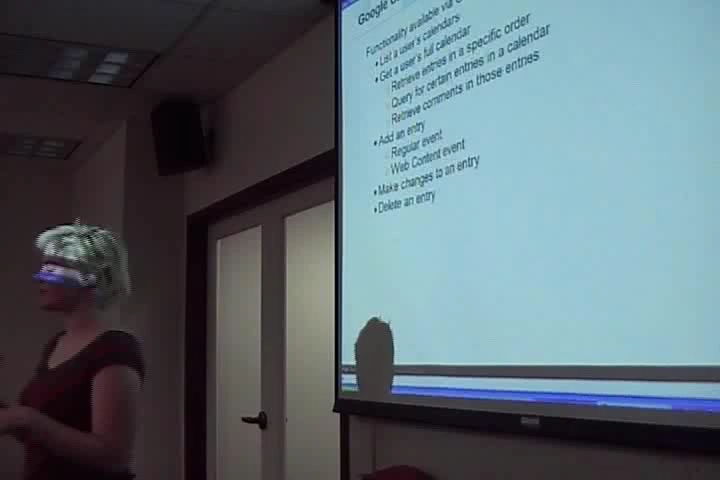 Google
Functionality available via
• List a user's calendars
• Get a user's full calendar
Retrieve entries in a specific order
Query for certain entries in a calendar
Retrieve comments in those entries
• Add an entry
Regular event
Web Content event
• Make changes to an entry
• Delete an entry